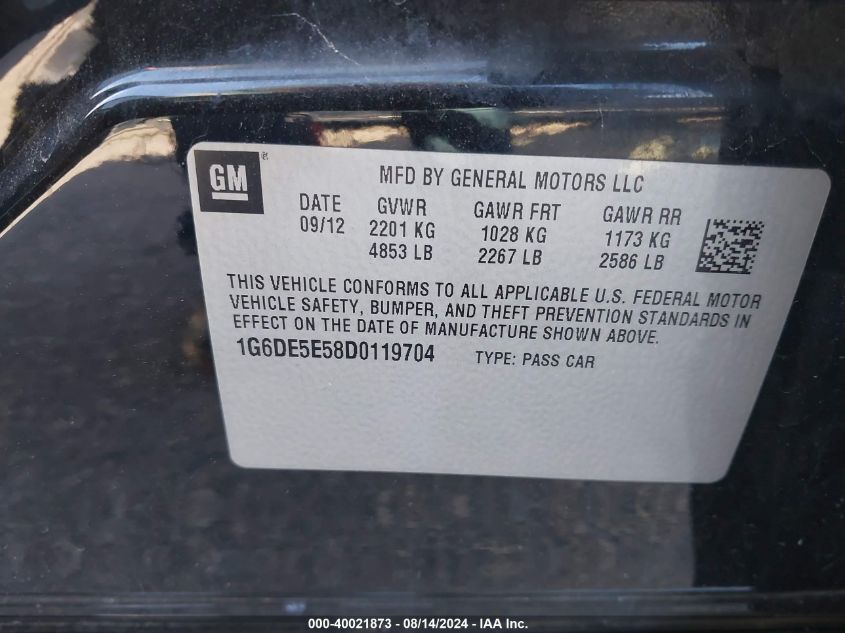 GM ®
MFD BY GENERAL MOTORS LLC
DATE GVWR GAWR FRT GAWR RR
09/12 2201 KG 1028 KG 1173 KG
4853 LB 2267 LB 2586 LB
THIS VEHICLE CONFORMS TO ALL APPLICABLE U.S. FEDERAL MOTOR
VEHICLE SAFETY, BUMPER, AND THEFT PREVENTION STANDARDS IN
EFFECT ON THE DATE OF MANUFACTURE SHOWN ABOVE.
1G6DE5E58D0119704 TYPE: PASS CAR
000-40021873 - 08/14/2024 - IAA Inc.